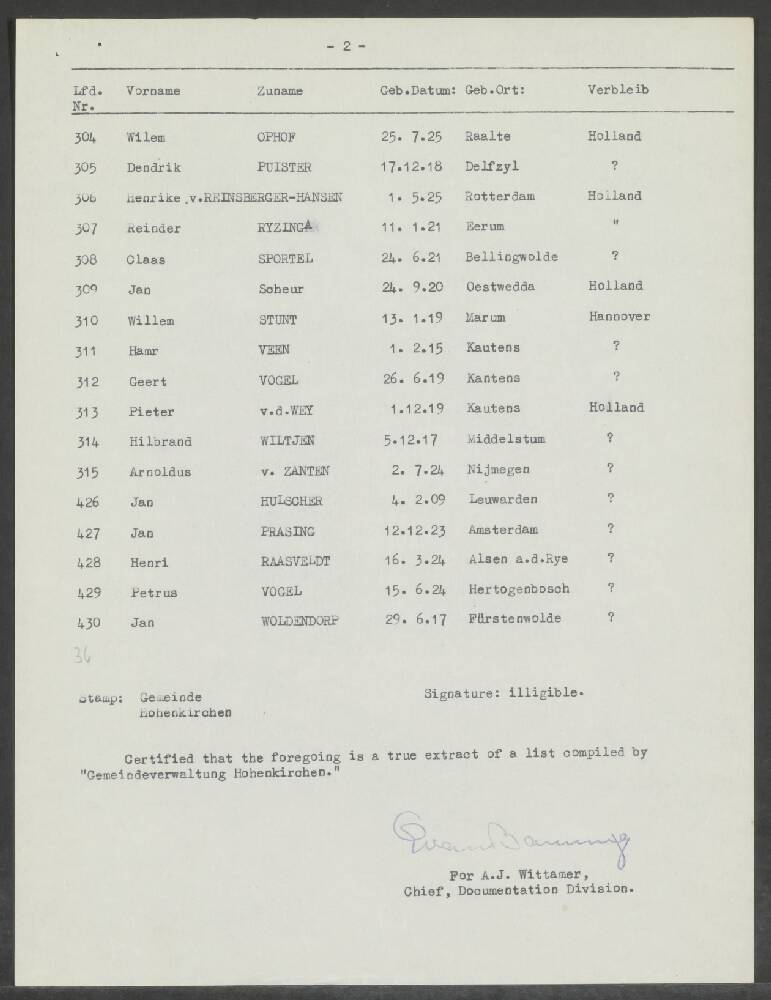 - 2 -
Lfd. Vorname Zuname Geb.Datum: Geb.Ort: Verbleib
Nr.
304 Wilem OPHOF 25. 7.25 Raalte Holland
305 Dendrik PUISTER 17.12.18 Delfzyl ?
306 Henrike v.REINSBERGER-HANSEN 1. 5.25 Rotterdam Holland
307 Reinder RYZINGA 11. 1.21 Eerum "
308 Claas SPORTEL 24. 6.21 Bellingwolde ?
309 Jan Scheur 24. 9.20 Oestwedda Holland
310 Willem STUNT 13. 1.19 Marum Hannover
311 Hamr VEEN 1. 2.15 Kautens ?
312 Geert VOGEL 26. 6.19 Kantens ?
313 Pieter v.d.WEY 1.12.19 Kautens Holland
314 Hilbrand WILTJEN 5.12.17 Middelstum ?
315 Arnoldus v. ZANTEN 2. 7.24 Nijmegen ?
426 Jan HULSCHER 4. 2.09 Leuwarden ?
427 Jan PRASING 12.12.23 Amsterdam ?
428 Henri RAASVELDT 16. 3.24 Alsen a.d.Rye ?
429 Petrus VOGEL 15. 6.24 Hertogenbosch ?
430 Jan WOLDENDORP 29. 6.17 Fürstenwolde ?
36
Stamp: Gemeinde Signature: illigible.
Hohenkirchen
Certified that the foregoing is a true extract of a list compiled by
"Gemeindeverwaltung Hohenkirchen."
For A.J. Wittamer,
Chief, Documentation Division.